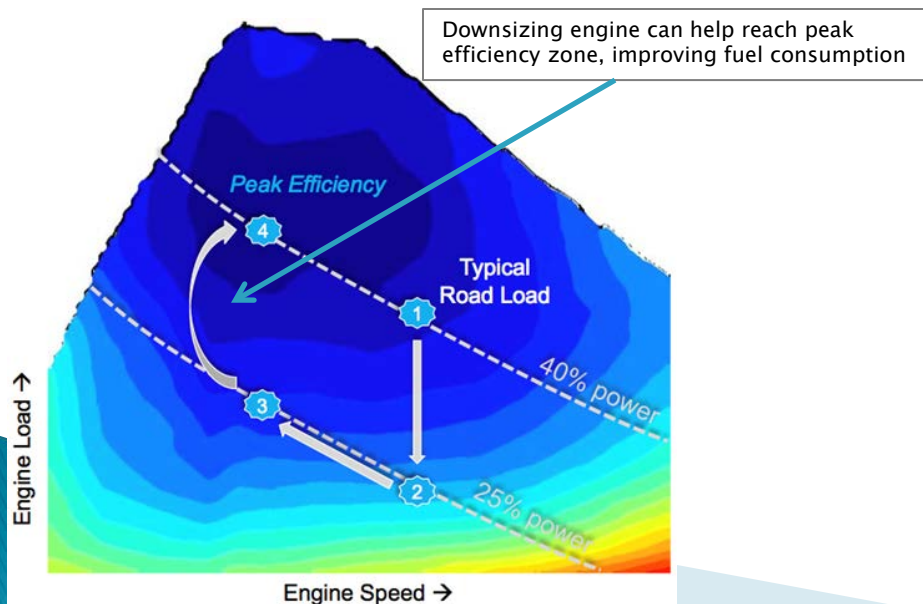 Downsizing engine can help reach peak
efficiency zone, improving fuel consumption
Peak Efficiency
4
Typical
Road Load
1
40% power
3
2
25% power
Engine Load →
Engine Speed →